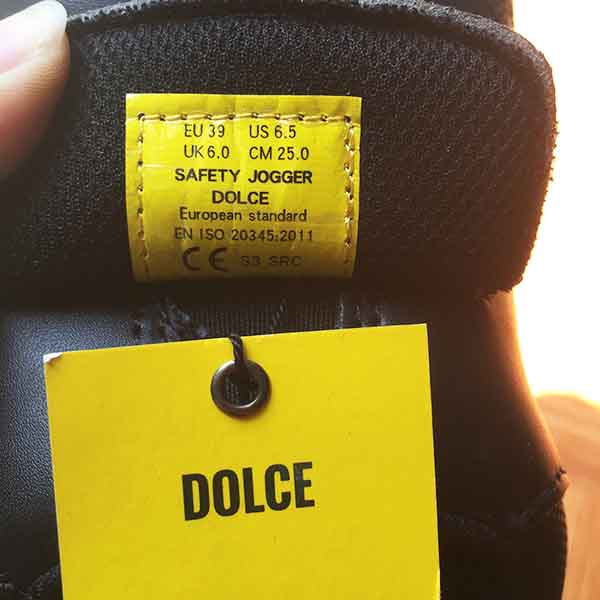 EU 39 US 6.5
UK 6.0 CM 25.0
SAFETY JOGGER
DOLCE
European standard
EN ISO 20345:2011
CE S3 SRC
DOLCE